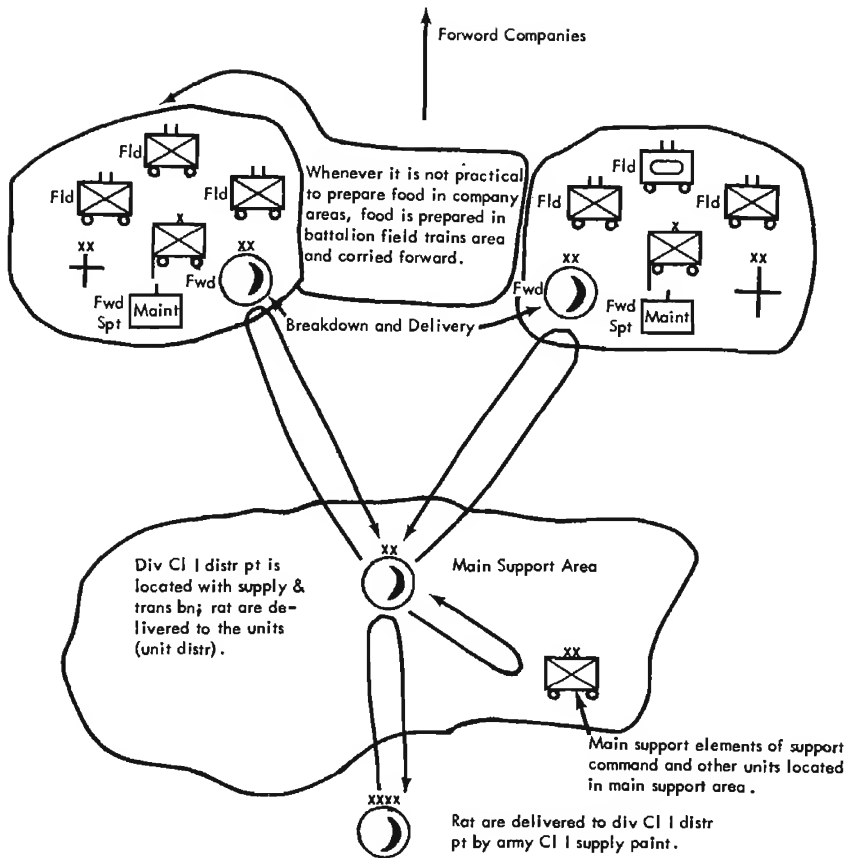 Forword Companies
Fld
Fld
Fld
xx
x
xx
Fwd
Fwd
Spt
Maint
Whenever it is not practical
to prepare food in company
areas, food is prepared in
battalion field trains area
and corried forward.
Fld
Fld
Fld
xx
x
xx
Fwd
Fwd
Spt
Maint
Breakdown and Delivery
Div Cl I distr pt is
located with supply &
trans bn; rat are de-
livered to the units
(unit distr).
xx
Main Support Area
xx
Main support elements of support
command and other units located
in main support area.
xxxx
Rat are delivered to div Cl I distr
pt by army Cl I supply paint.